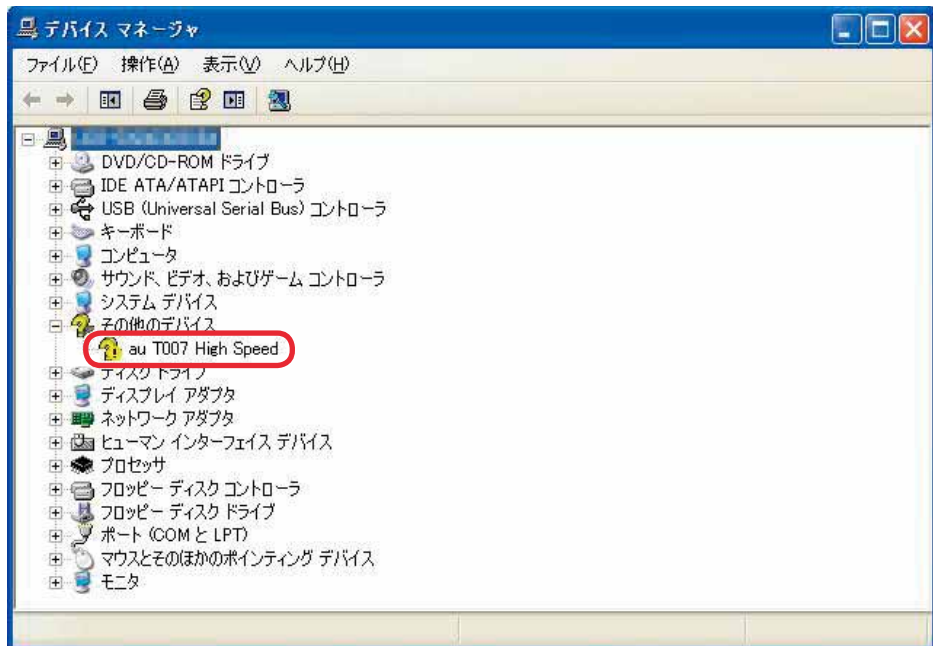 デバイス マネージャ
ファイル(F) 操作(A) 表示(V) ヘルプ(H)
DVD/CD-ROM ドライブ
IDE ATA/ATAPI コントローラ
USB (Universal Serial Bus) コントローラ
キーボード
コンピュータ
サウンド、ビデオ、およびゲーム コントローラ
システム デバイス
その他のデバイス
au T007 High Speed
ディスク ドライブ
ディスプレイ アダプタ
ネットワーク アダプタ
ヒューマン インターフェイス デバイス
プロセッサ
フロッピー ディスク コントローラ
フロッピー ディスク ドライブ
ポート (COM と LPT)
マウスとそのほかのポインティング デバイス
モニタ